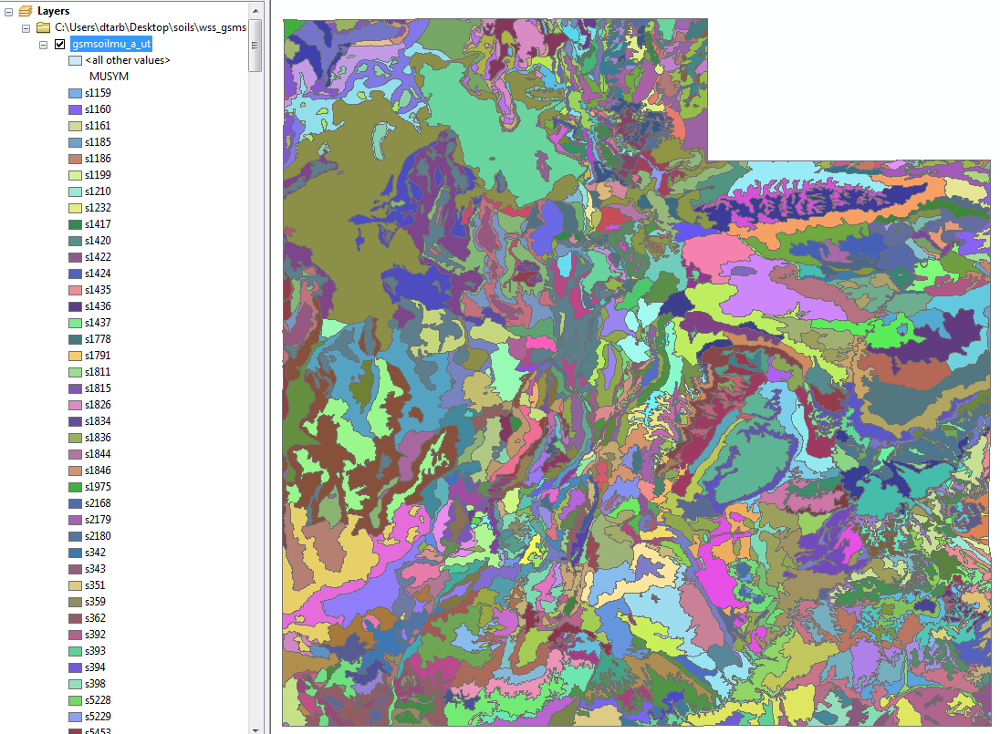 Layers
C:\Users\dtarb\Desktop\soils\wss_gsms
gsmsoilmu_a_ut
<all other values>
MUSYM
s1159
s1160
s1161
s1185
s1186
s1199
s1210
s1232
s1417
s1420
s1422
s1424
s1435
s1436
s1437
s1778
s1791
s1811
s1815
s1826
s1834
s1836
s1844
s1846
s1975
s2168
s2179
s2180
s342
s343
s351
s359
s362
s392
s393
s394
s398
s5228
s5229
s5453